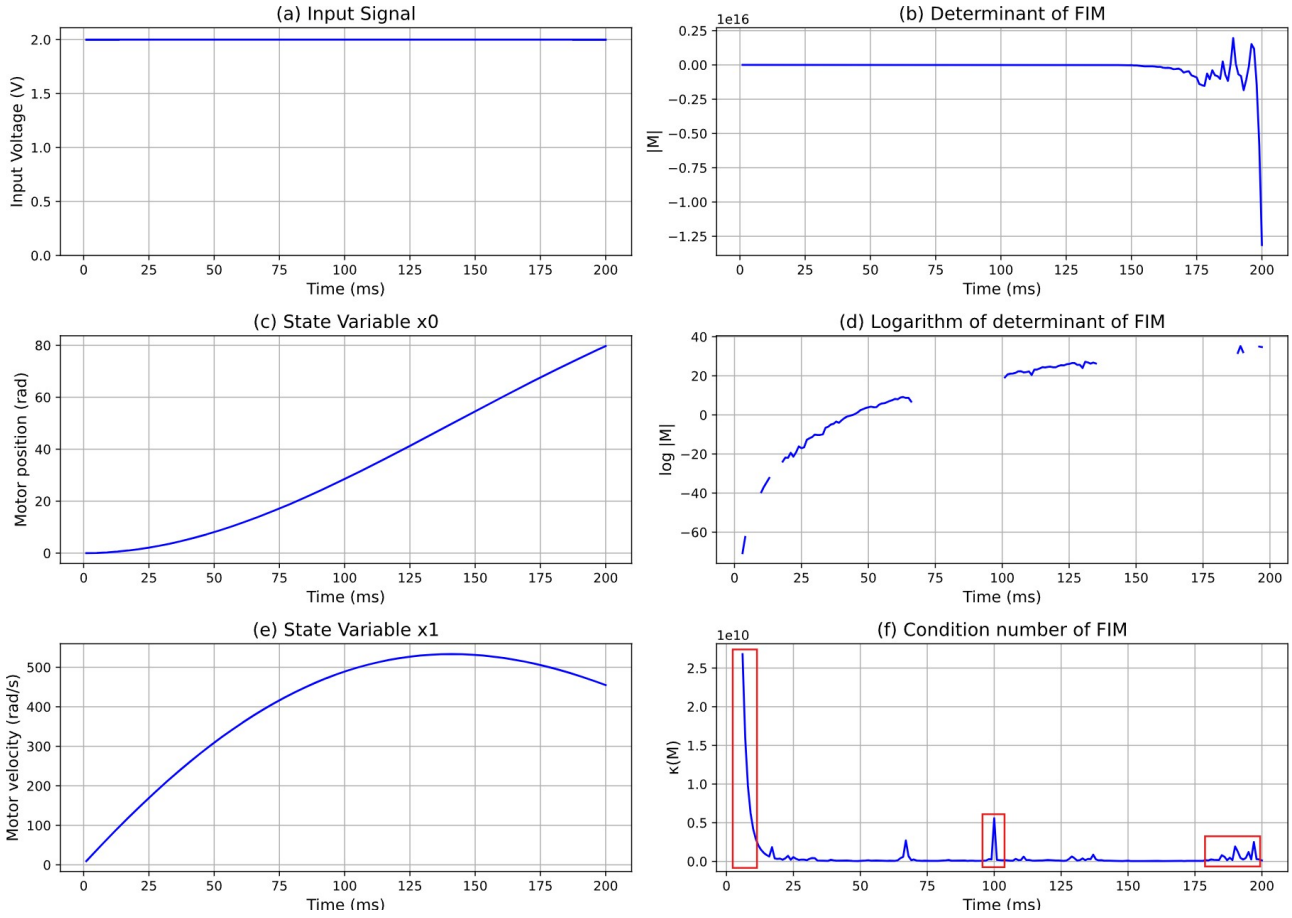 (a) Input Signal
2.0
1.5
1.0
0.5
0.0
Input Voltage (V)
0 25 50 75 100 125 150 175 200
Time (ms)
(b) Determinant of FIM
1e16
0.25
0.00
−0.25
−0.50
−0.75
−1.00
−1.25
|M|
0 25 50 75 100 125 150 175 200
Time (ms)
(c) State Variable x0
80
60
40
20
0
Motor position (rad)
0 25 50 75 100 125 150 175 200
Time (ms)
(d) Logarithm of determinant of FIM
40
20
0
−20
−40
−60
log |M|
0 25 50 75 100 125 150 175 200
Time (ms)
(e) State Variable x1
500
400
300
200
100
0
Motor velocity (rad/s)
0 25 50 75 100 125 150 175 200
Time (ms)
(f) Condition number of FIM
1e10
2.5
2.0
1.5
1.0
0.5
0.0
κ(M)
0 25 50 75 100 125 150 175 200
Time (ms)